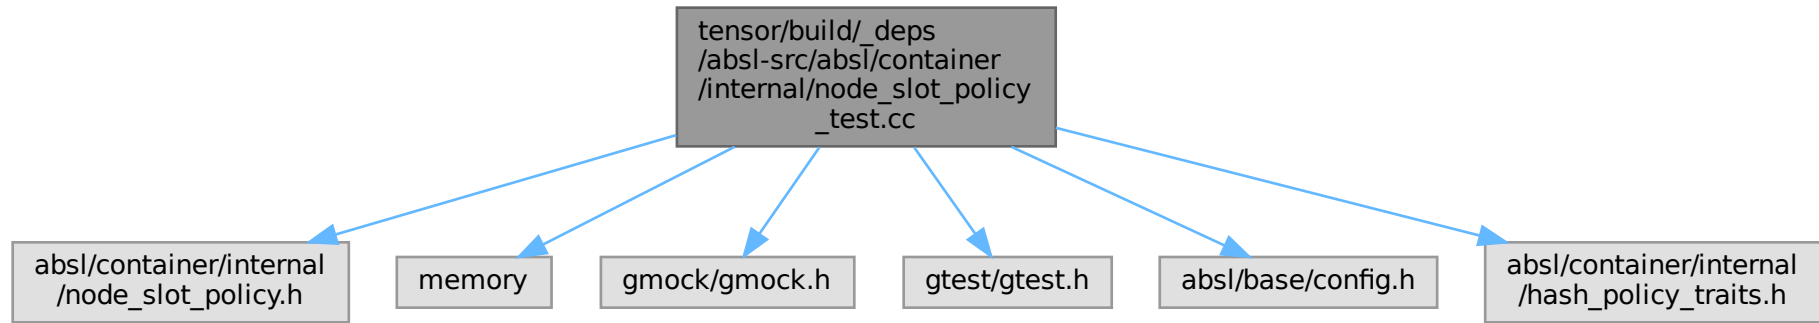 tensor/build/_deps
/absl-src/absl/container
/internal/node_slot_policy
_test.cc
absl/container/internal
/node_slot_policy.h
memory
gmock/gmock.h
gtest/gtest.h
absl/base/config.h
absl/container/internal
/hash_policy_traits.h